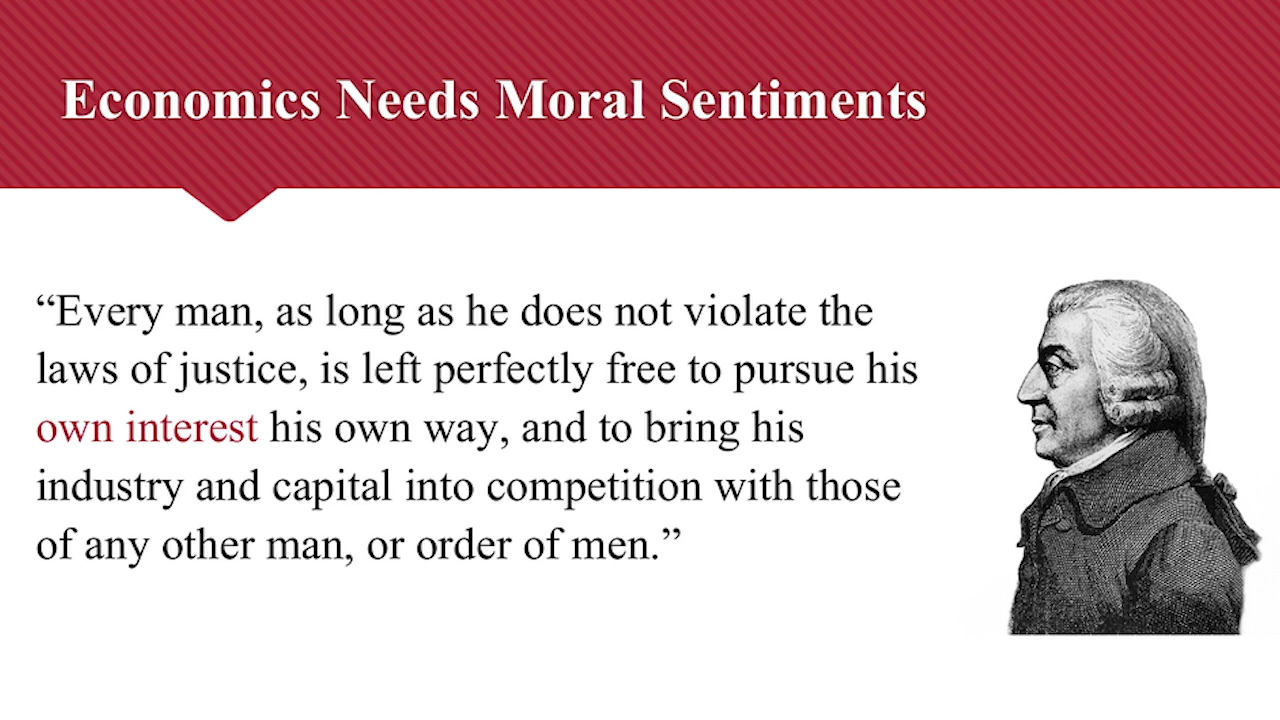 Economics Needs Moral Sentiments
“Every man, as long as he does not violate the
laws of justice, is left perfectly free to pursue his
own interest his own way, and to bring his
industry and capital into competition with those
of any other man, or order of men.”